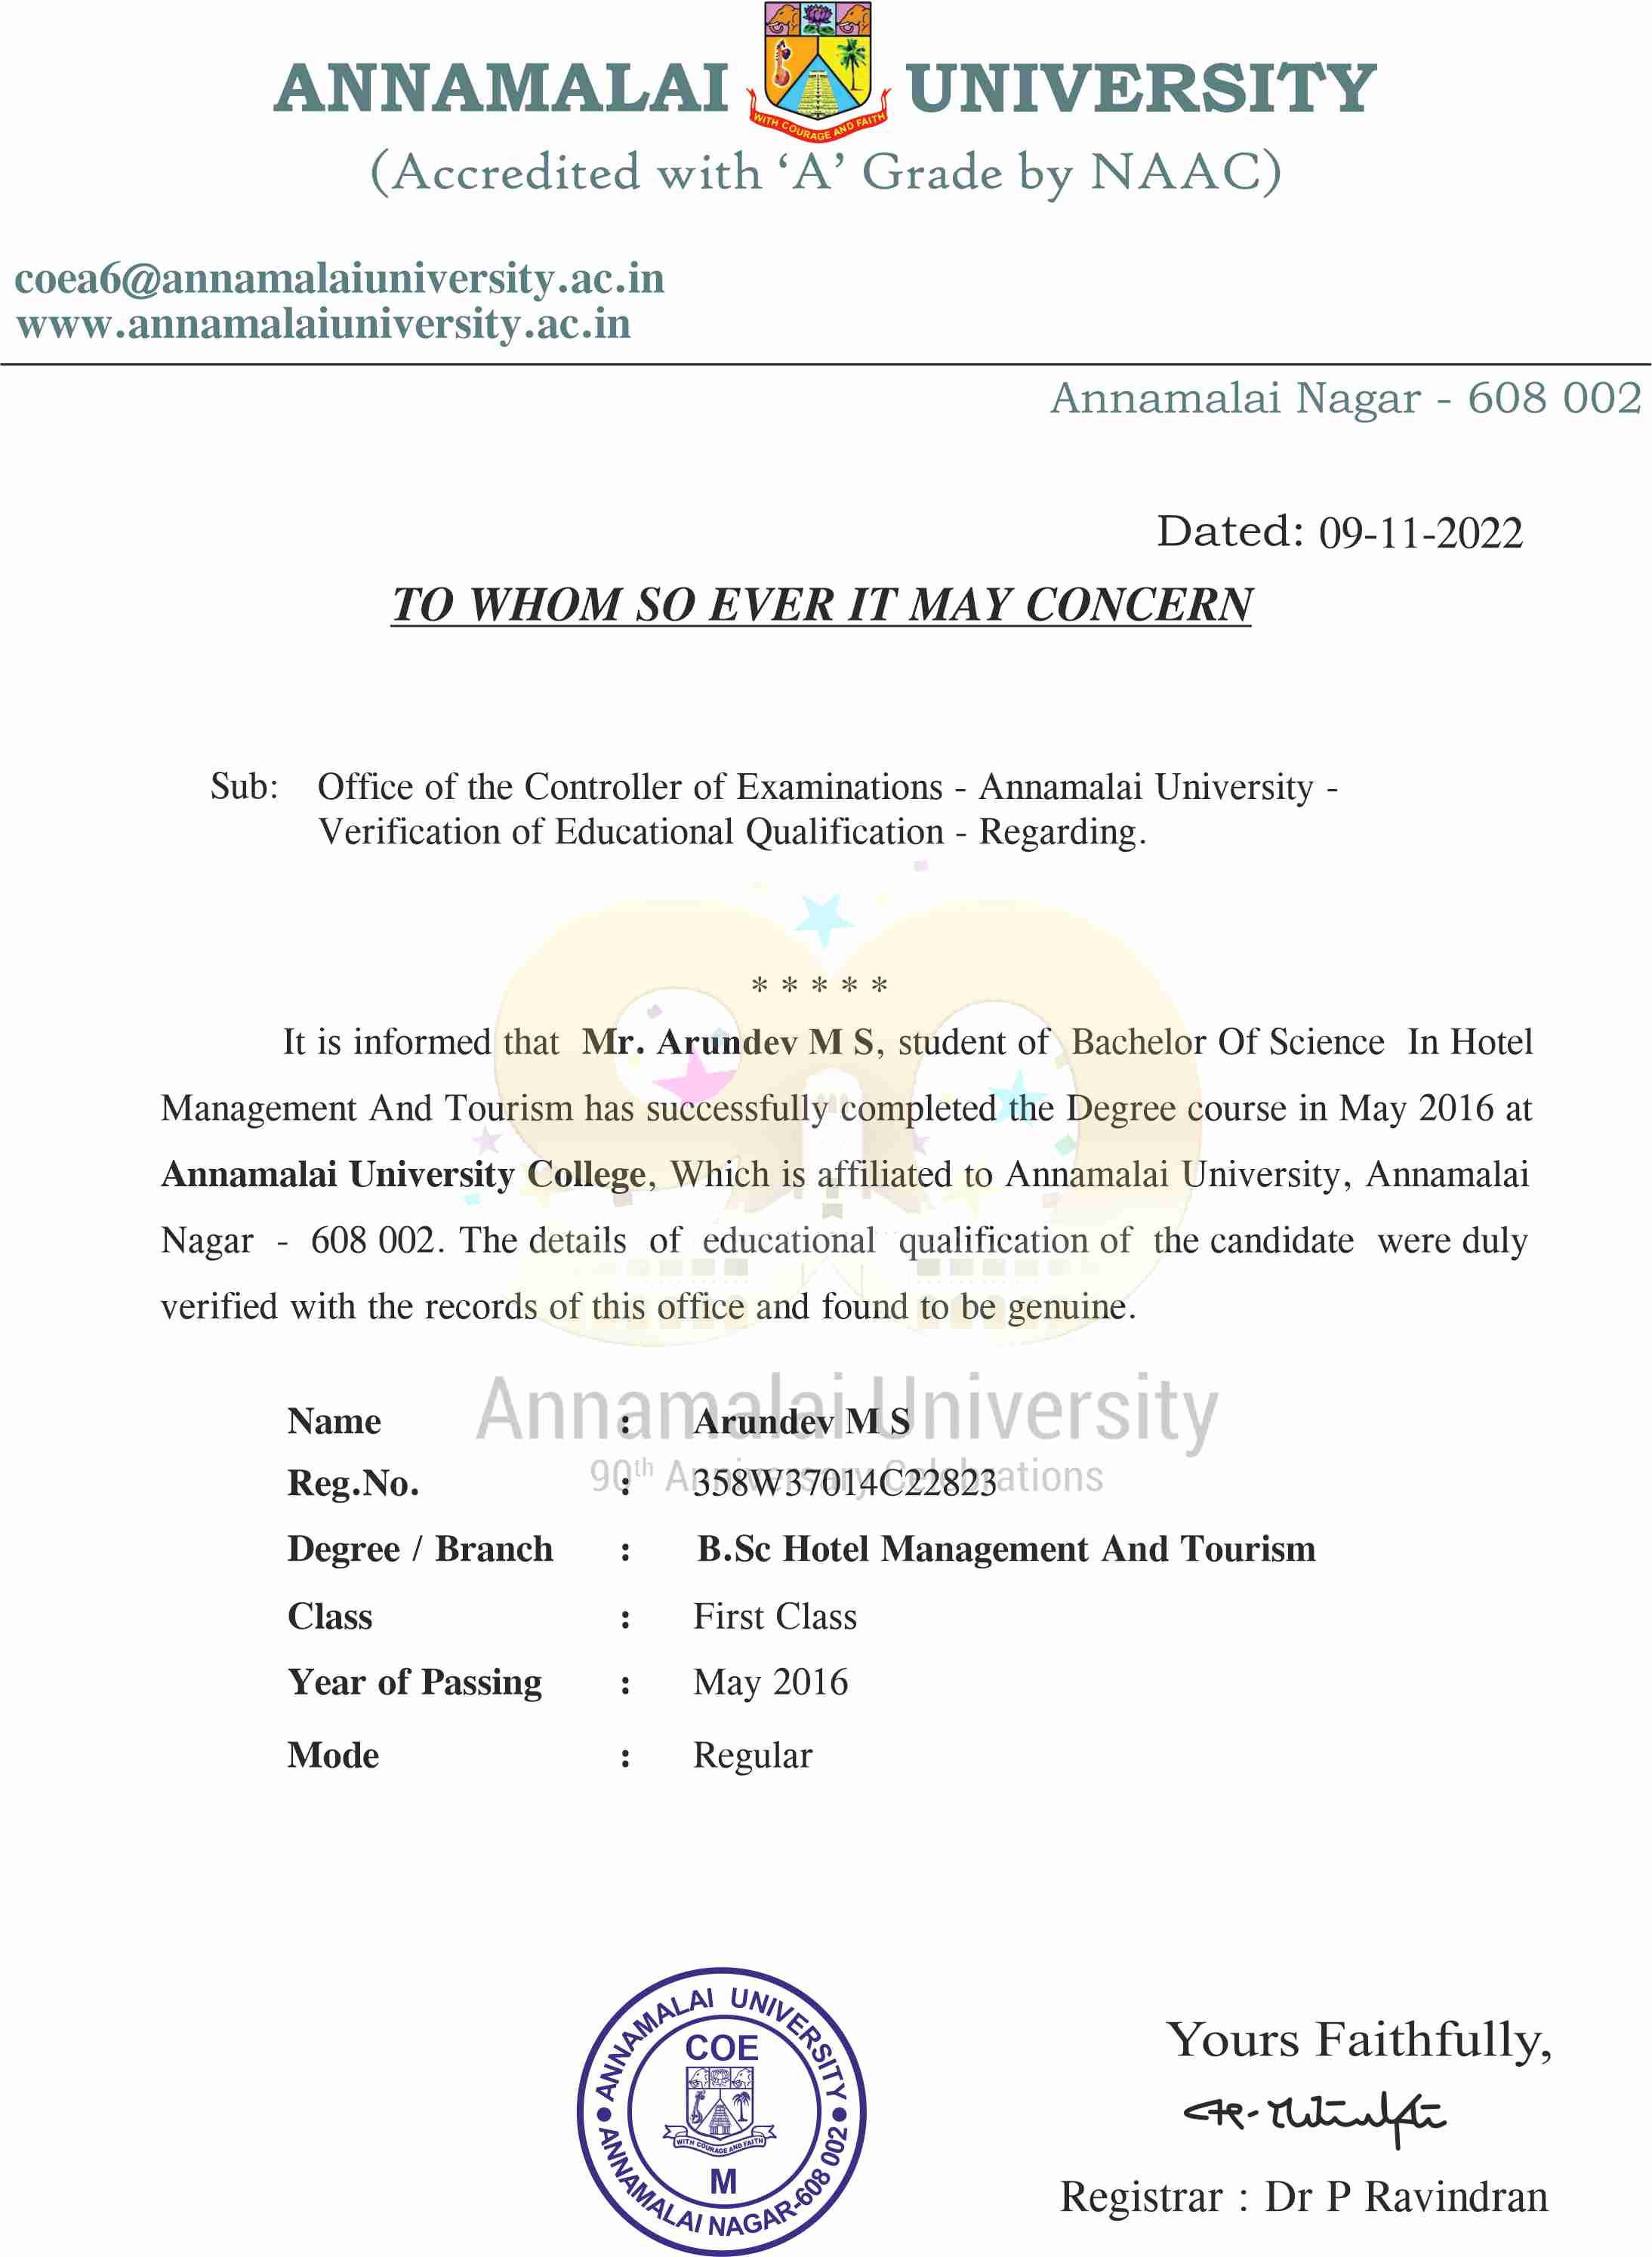 ANNAMALAI UNIVERSITY
WITH COURAGE AND FAITH
(Accredited with ‘A’ Grade by NAAC)
coea6@annamalaiuniversity.ac.in
www.annamalaiuniversity.ac.in
Annamalai Nagar - 608 002
Dated: 09-11-2022
TO WHOM SO EVER IT MAY CONCERN
Sub: Office of the Controller of Examinations - Annamalai University -
Verification of Educational Qualification - Regarding.
* * * * *
It is informed that Mr. Arundev M S, student of Bachelor Of Science In Hotel
Management And Tourism has successfully completed the Degree course in May 2016 at
Annamalai University College, Which is affiliated to Annamalai University, Annamalai
Nagar - 608 002. The details of educational qualification of the candidate were duly
verified with the records of this office and found to be genuine.
Annamalai University
90th Anniversary Celebrations
Name : Arundev M S
Reg.No. : 358W37014C22823
Degree / Branch : B.Sc Hotel Management And Tourism
Class : First Class
Year of Passing : May 2016
Mode : Regular
ANNAMALAI UNIVERSITY
COE
WITH COURAGE AND FAITH
M
ANNAMALAI NAGAR-608 002
Yours Faithfully,
Registrar : Dr P Ravindran